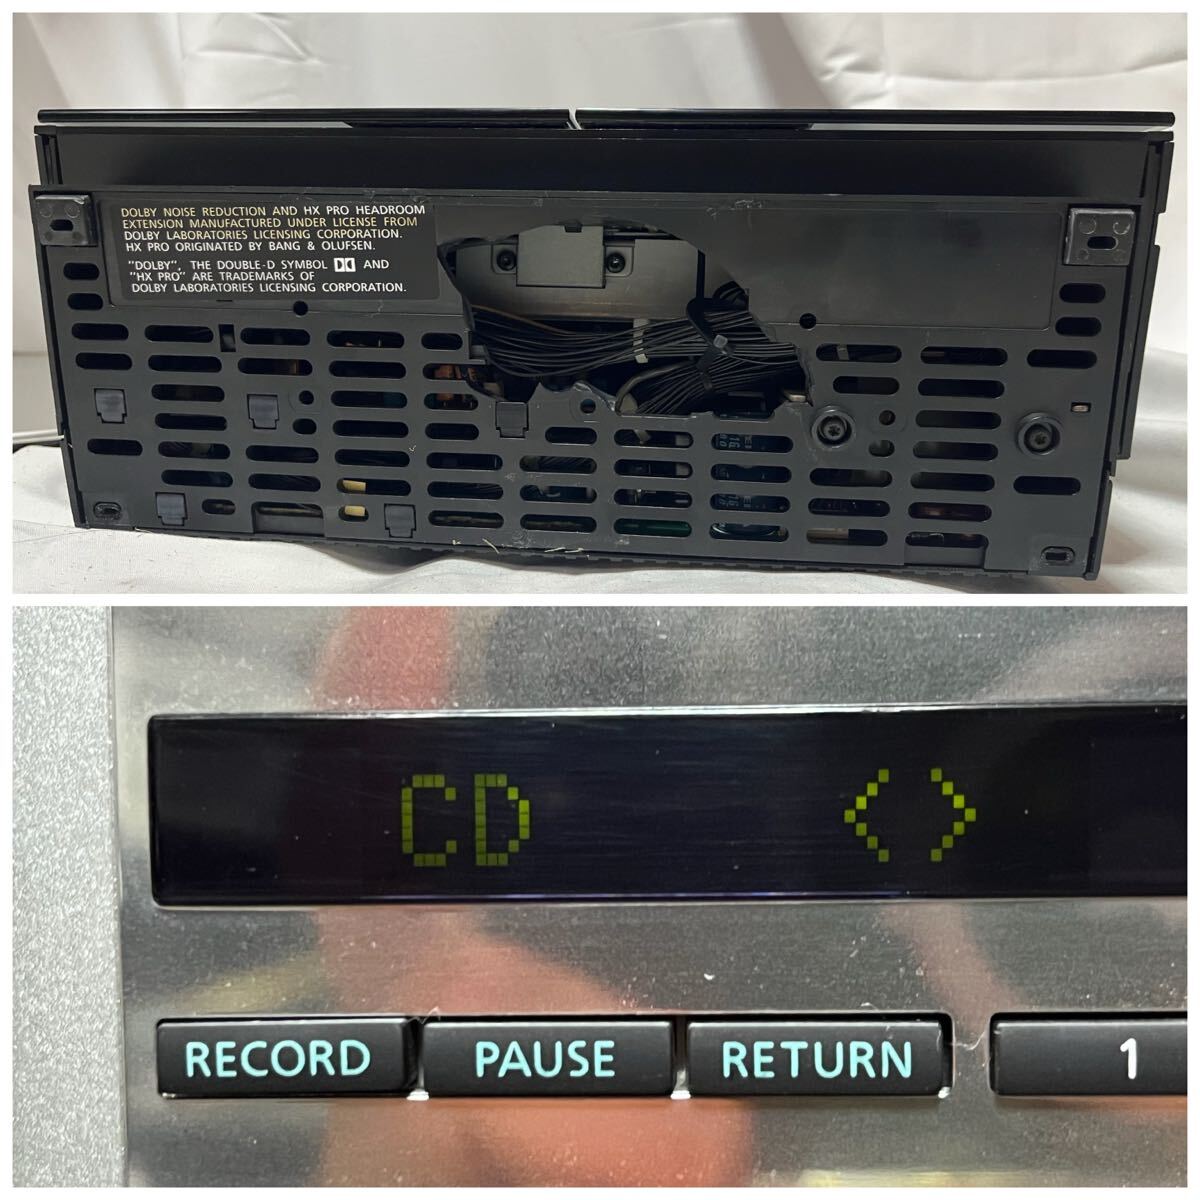 DOLBY NOISE REDUCTION AND HX PRO HEADROOM
EXTENSION MANUFACTURED UNDER LICENSE FROM
DOLBY LABORATORIES LICENSING CORPORATION.
HX PRO ORIGINATED BY BANG & OLUFSEN.
"DOLBY", THE DOUBLE-D SYMBOL AND
"HX PRO" ARE TRADEMARKS OF
DOLBY LABORATORIES LICENSING CORPORATION.
CD <>
RECORD PAUSE RETURN 1